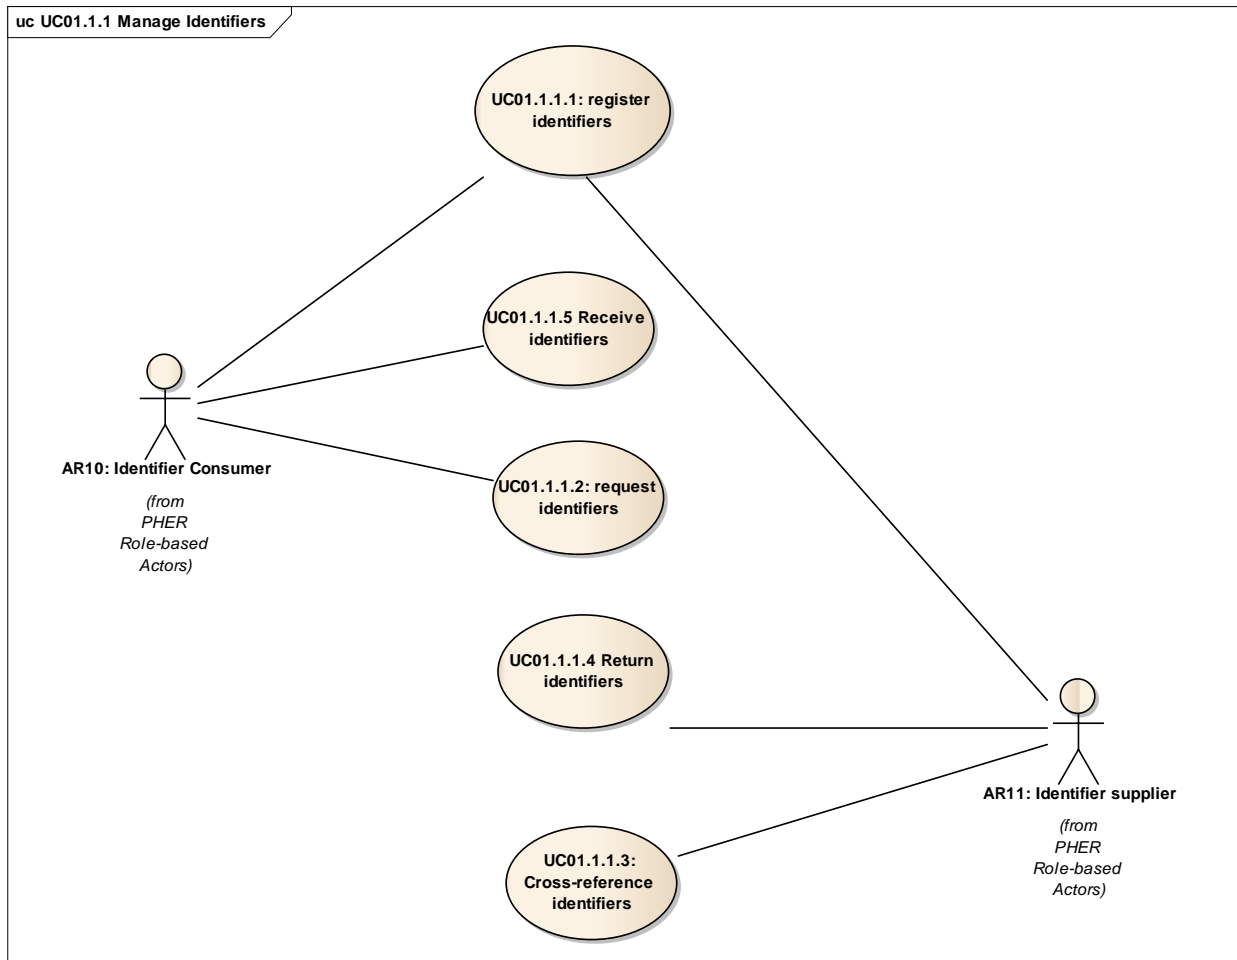 uc UC01.1.1 Manage Identifiers
UC01.1.1.1: register
identifiers
UC01.1.1.5 Receive
identifiers
AR10: Identifier Consumer
(from
PHER
Role-based
Actors)
UC01.1.1.2: request
identifiers
UC01.1.1.4 Return
identifiers
AR11: Identifier supplier
(from
PHER
Role-based
Actors)
UC01.1.1.3:
Cross-reference
identifiers